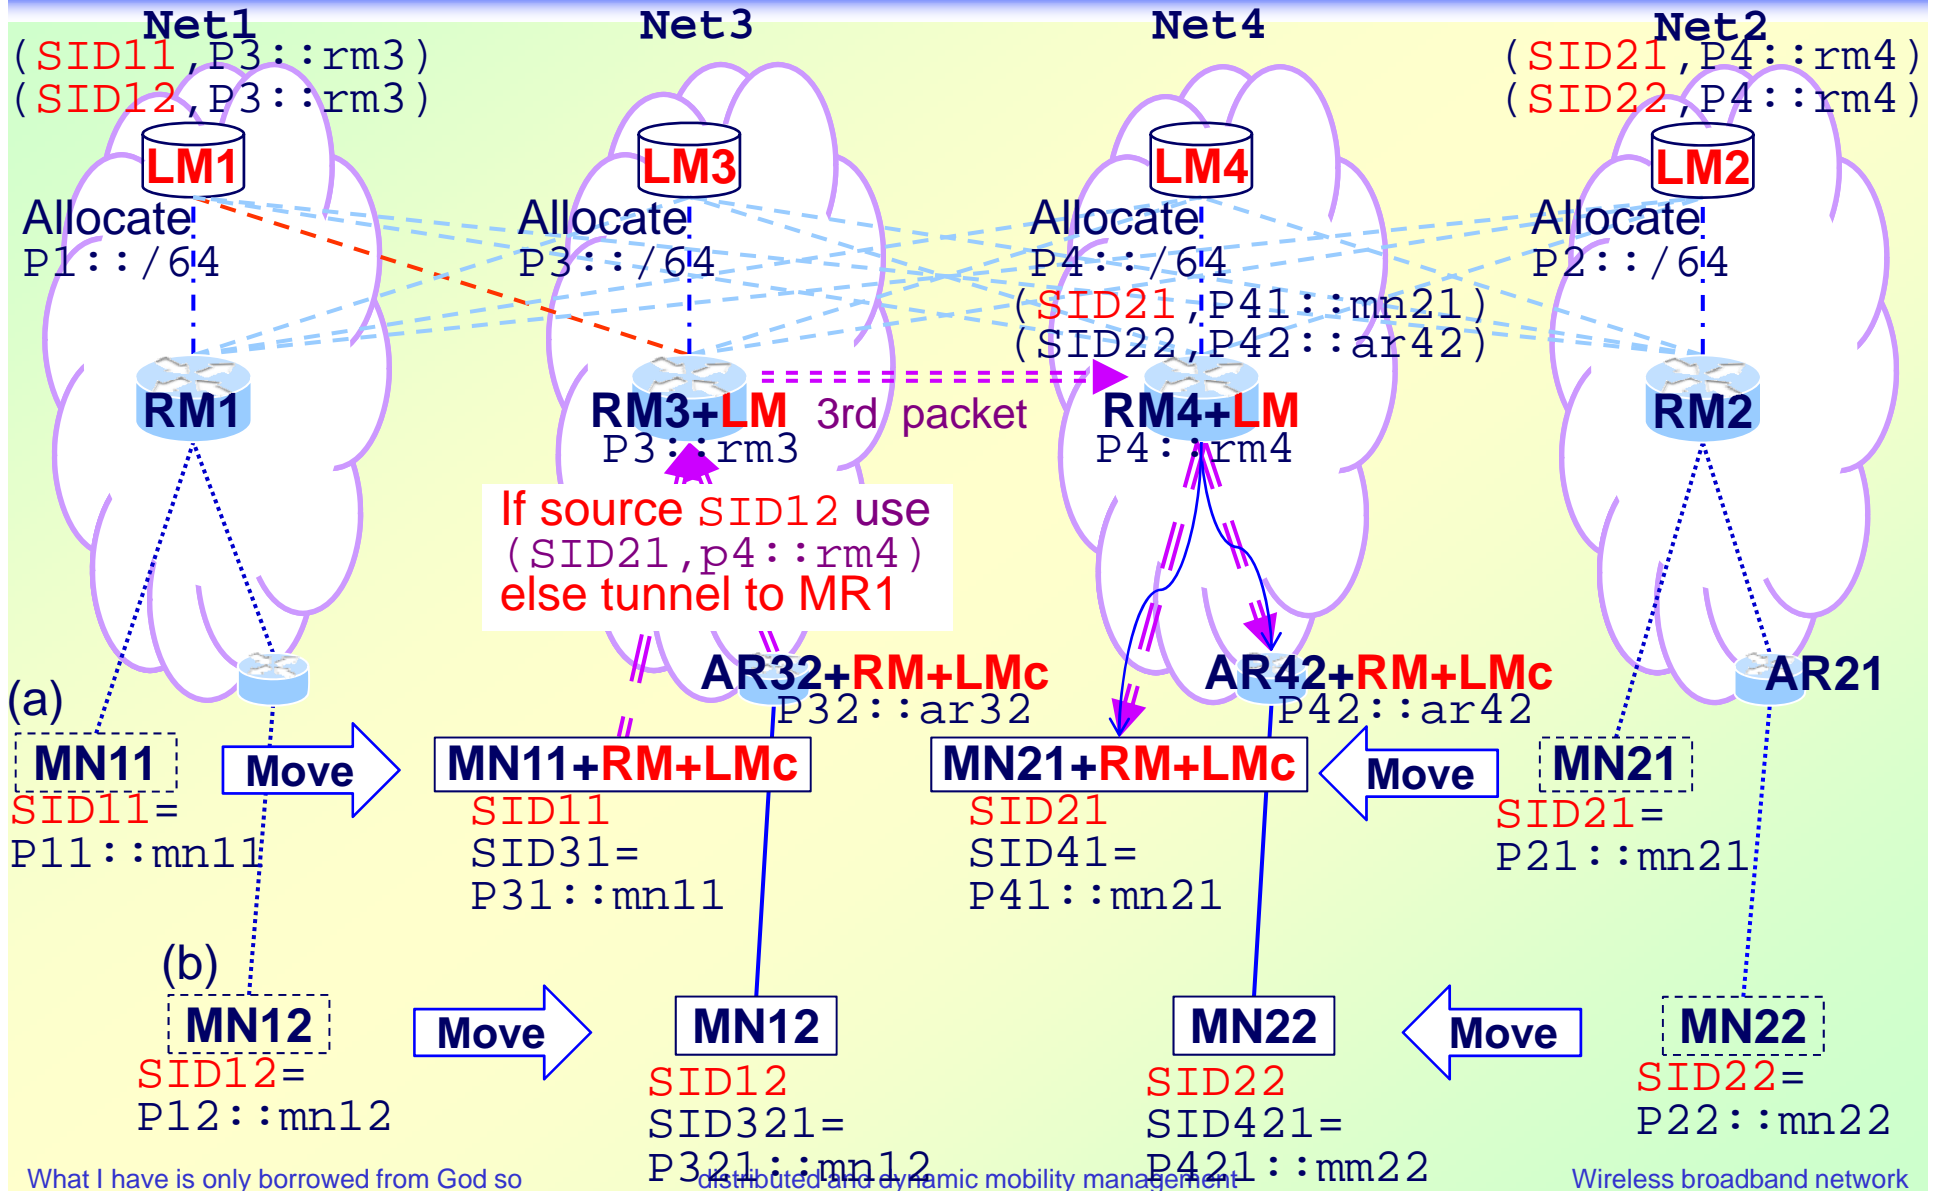 Net1
Net3
Net4
Net2
(SID11,P3::rm3)
(SID12,P3::rm3)
(SID21,P4::rm4)
(SID22,P4::rm4)
LM1
LM3
LM4
LM2
Allocate
P1::/64
Allocate
P3::/64
Allocate
P4::/64
Allocate
P2::/64
(SID21,P41::mn21)
(SID22,P42::ar42)
RM1
RM3+LM
P3::rm3
3rd packet
RM4+LM
P4::rm4
RM2
If source SID12 use
(SID21,p4::rm4)
else tunnel to MR1
AR32+RM+LMc
P32::ar32
AR42+RM+LMc
P42::ar42
AR21
(a)
MN11
Move
MN11+RM+LMc
MN21+RM+LMc
Move
MN21
SID11=
P11::mn11
SID11
SID31=
P31::mn11
SID21
SID41=
P41::mn21
SID21=
P21::mn21
(b)
MN12
Move
MN12
MN22
Move
MN22
SID12=
P12::mn12
SID12
SID321=
P321::mn12
SID22
SID421=
P421::mm22
SID22=
P22::mn22
What I have is only borrowed from God so
distributed and dynamic mobility management
Wireless broadband network